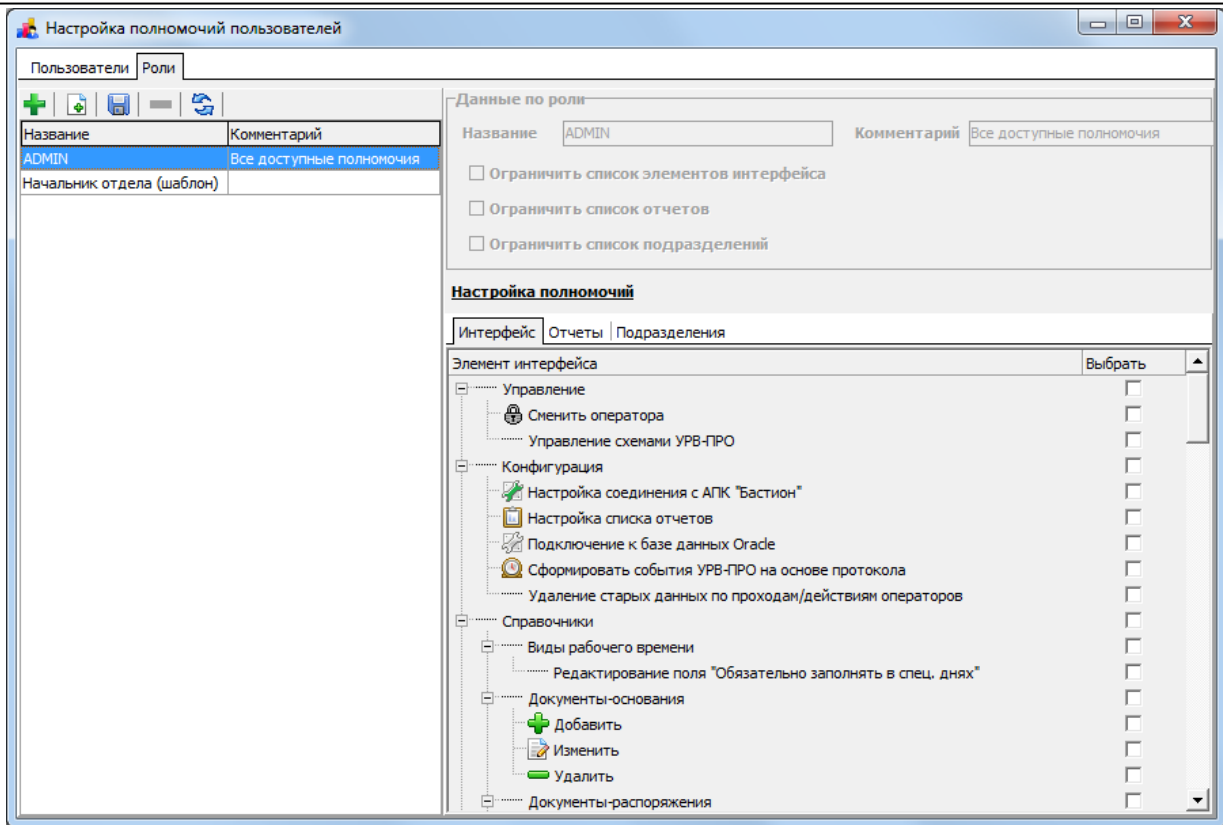 Настройка полномочий пользователей
Пользователи Роли
Данные по роли
Название Комментарий
Название ADMIN Комментарий Все доступные полномочия
ADMIN Все доступные полномочия
Начальник отдела (шаблон)
Ограничить список элементов интерфейса
Ограничить список отчетов
Ограничить список подразделений
Настройка полномочий
Интерфейс Отчеты Подразделения
Элемент интерфейса Выбрать
Управление
Сменить оператора
Управление схемами УРВ-ПРО
Конфигурация
Настройка соединения с АПК "Бастион"
Настройка списка отчетов
Подключение к базе данных Oracle
Сформировать события УРВ-ПРО на основе протокола
Удаление старых данных по проходам/действиям операторов
Справочники
Виды рабочего времени
Редактирование поля "Обязательно заполнять в спец. днях"
Документы-основания
Добавить
Изменить
Удалить
Документы-распоряжения